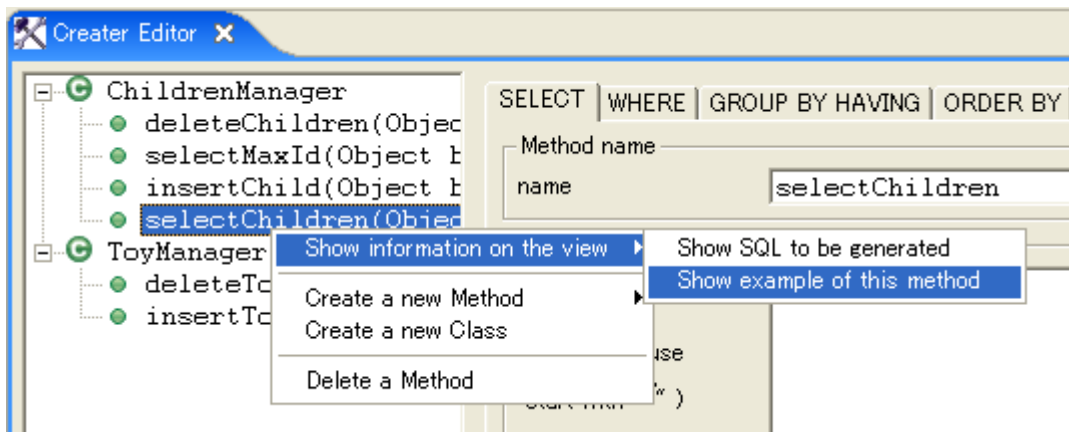 Creater Editor
ChildrenManager
deleteChildren(Objec
selectMaxId(Object b
insertChild(Object b
selectChildren(Objec
ToyManager
deleteTo
insertTo
SELECT WHERE GROUP BY HAVING ORDER BY
Method name
name selectChildren
Show information on the view
Create a new Method
Create a new Class
Delete a Method
Show SQL to be generated
Show example of this method